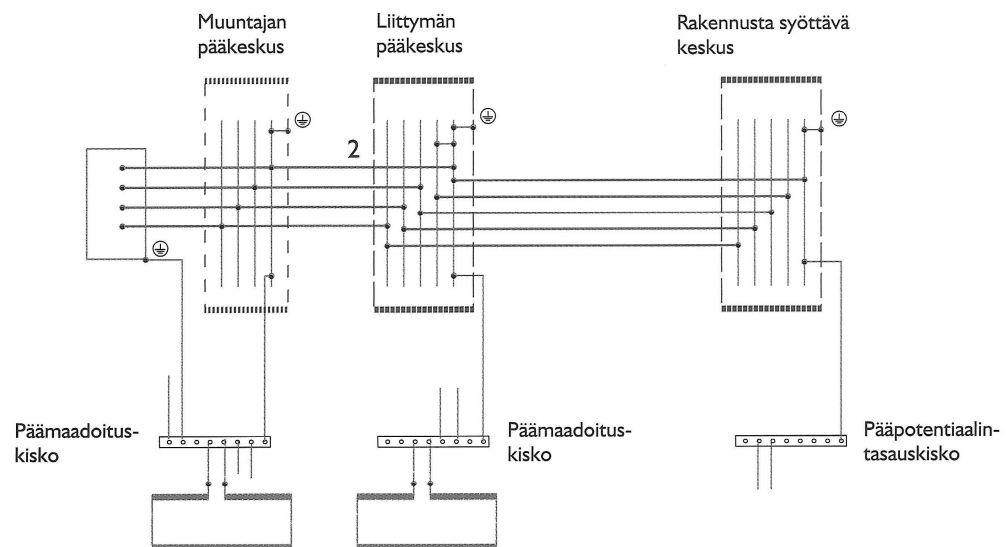 Muuntajan
pääkeskus
Liittymän
pääkeskus
Rakennusta syöttävä
keskus
2
Päämaadoitus-
kisko
Päämaadoitus-
kisko
Pääpotentiaalin-
tasauskisko